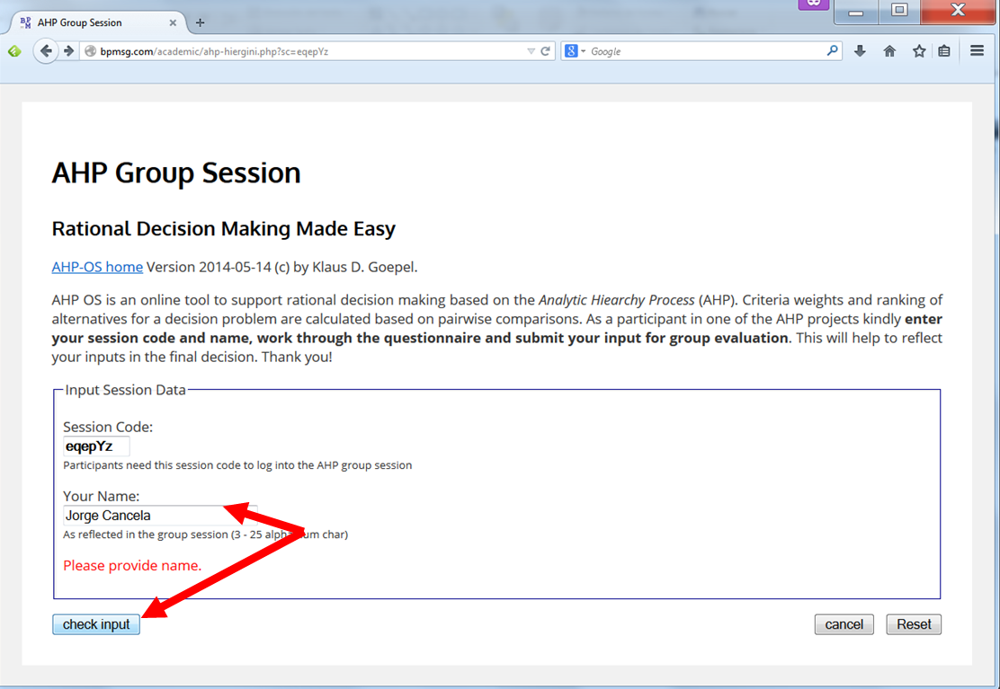 AHP Group Session
bpmsg.com/academic/ahp-hiergini.php?sc=eqepYz
Google
AHP Group Session
Rational Decision Making Made Easy
AHP-OS home Version 2014-05-14 (c) by Klaus D. Goepel.
AHP OS is an online tool to support rational decision making based on the Analytic Hiearchy Process (AHP). Criteria weights and ranking of
alternatives for a decision problem are calculated based on pairwise comparisons. As a participant in one of the AHP projects kindly enter
your session code and name, work through the questionnaire and submit your input for group evaluation. This will help to reflect
your inputs in the final decision. Thank you!
Input Session Data
Session Code:
eqepYz
Participants need this session code to log into the AHP group session
Your Name:
Jorge Cancela
As reflected in the group session (3 - 25 char)
Please provide name.
check input cancel Reset